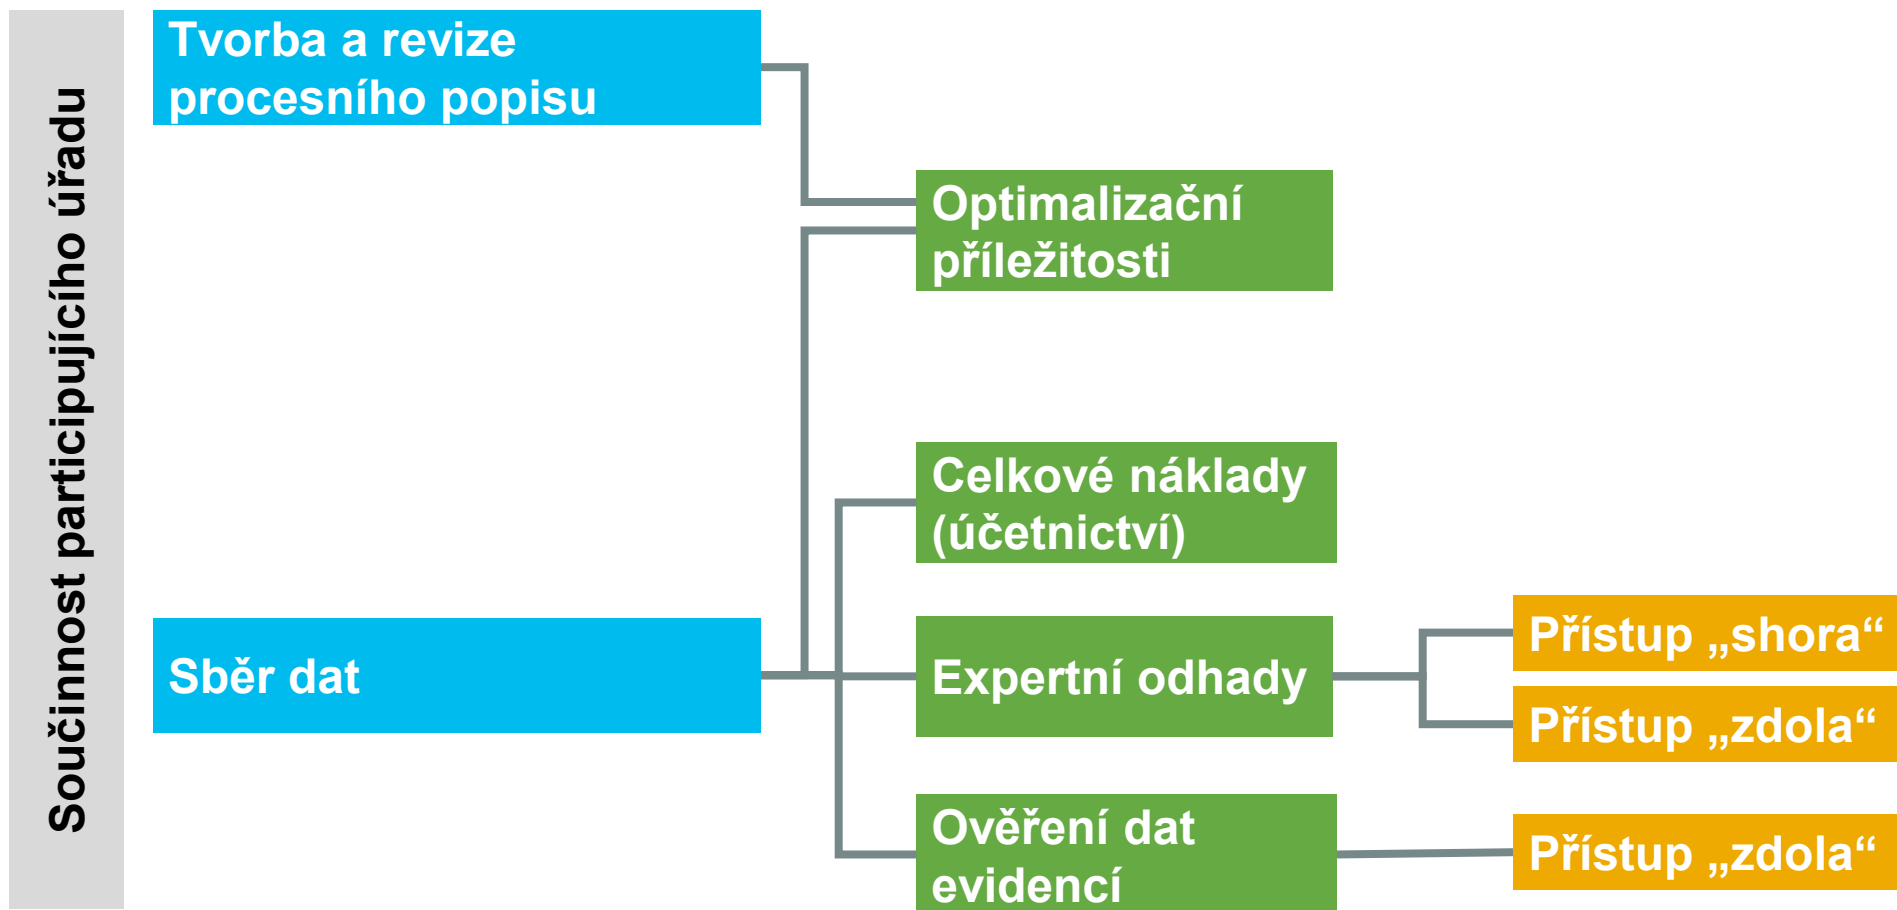 Součinnost participujícího úřadu
Tvorba a revize
procesního popisu
Optimalizační
příležitosti
Celkové náklady
(účetnictví)
Sběr dat
Expertní odhady
Přístup „shora“
Přístup „zdola“
Ověření dat
evidencí
Přístup „zdola“